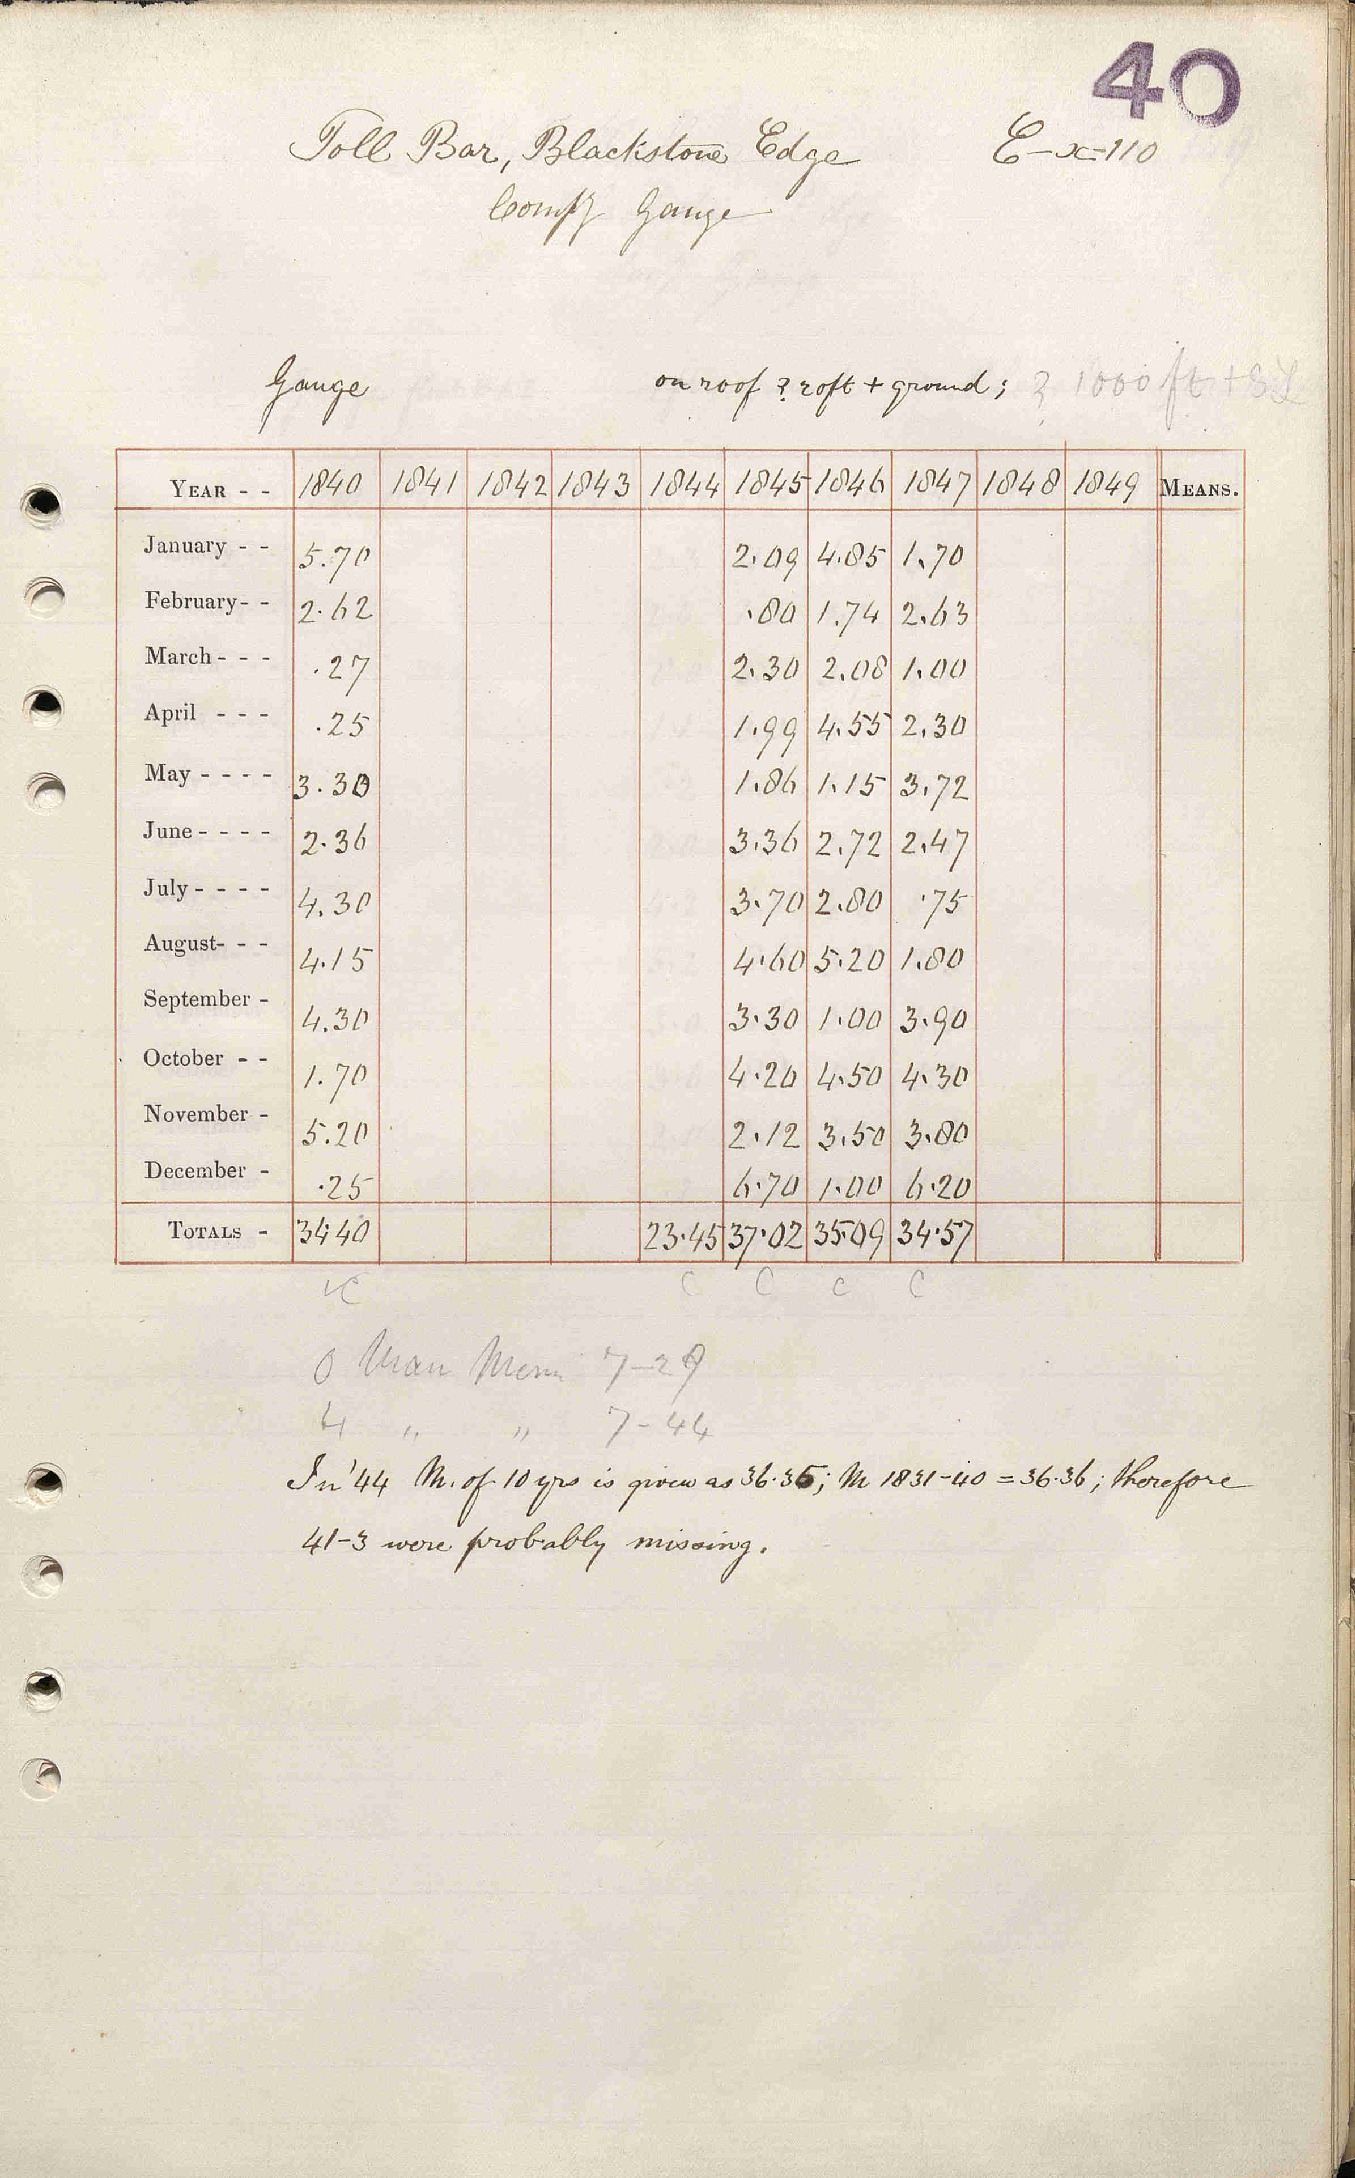 40
Toll Bar, Blackstone Edge E-x-110
Comp^y Gauge
Gauge on roof ? 20ft + ground; ? 1000 ft + SL
YEAR - - 1840 1841 1842 1843 1844 1845 1846 1847 1848 1849 MEANS.
January - - 5.70 2.09 4.85 1.70
February - - 2.62 .80 1.74 2.63
March - - - .27 2.30 2.08 1.00
April - - - .25 1.99 4.55 2.30
May - - - - 3.30 1.86 1.15 3.72
June - - - - 2.36 3.36 2.72 2.47
July - - - - 4.30 3.70 2.80 .75
August - - - 4.15 4.60 5.20 1.80
September - 4.30 3.30 1.00 3.90
October - - 1.70 4.20 4.50 4.30
November - 5.20 2.12 3.50 3.80
December - .25 6.70 1.00 6.20
TOTALS - 34.40 23.45 37.02 35.09 34.57
C C C C C
0 Man Mem 7-29
4 " " 7-44
In '44 M. of 10 yrs is given as 36.35; M 1831-40 = 36.36; therefore
41-3 were probably missing.